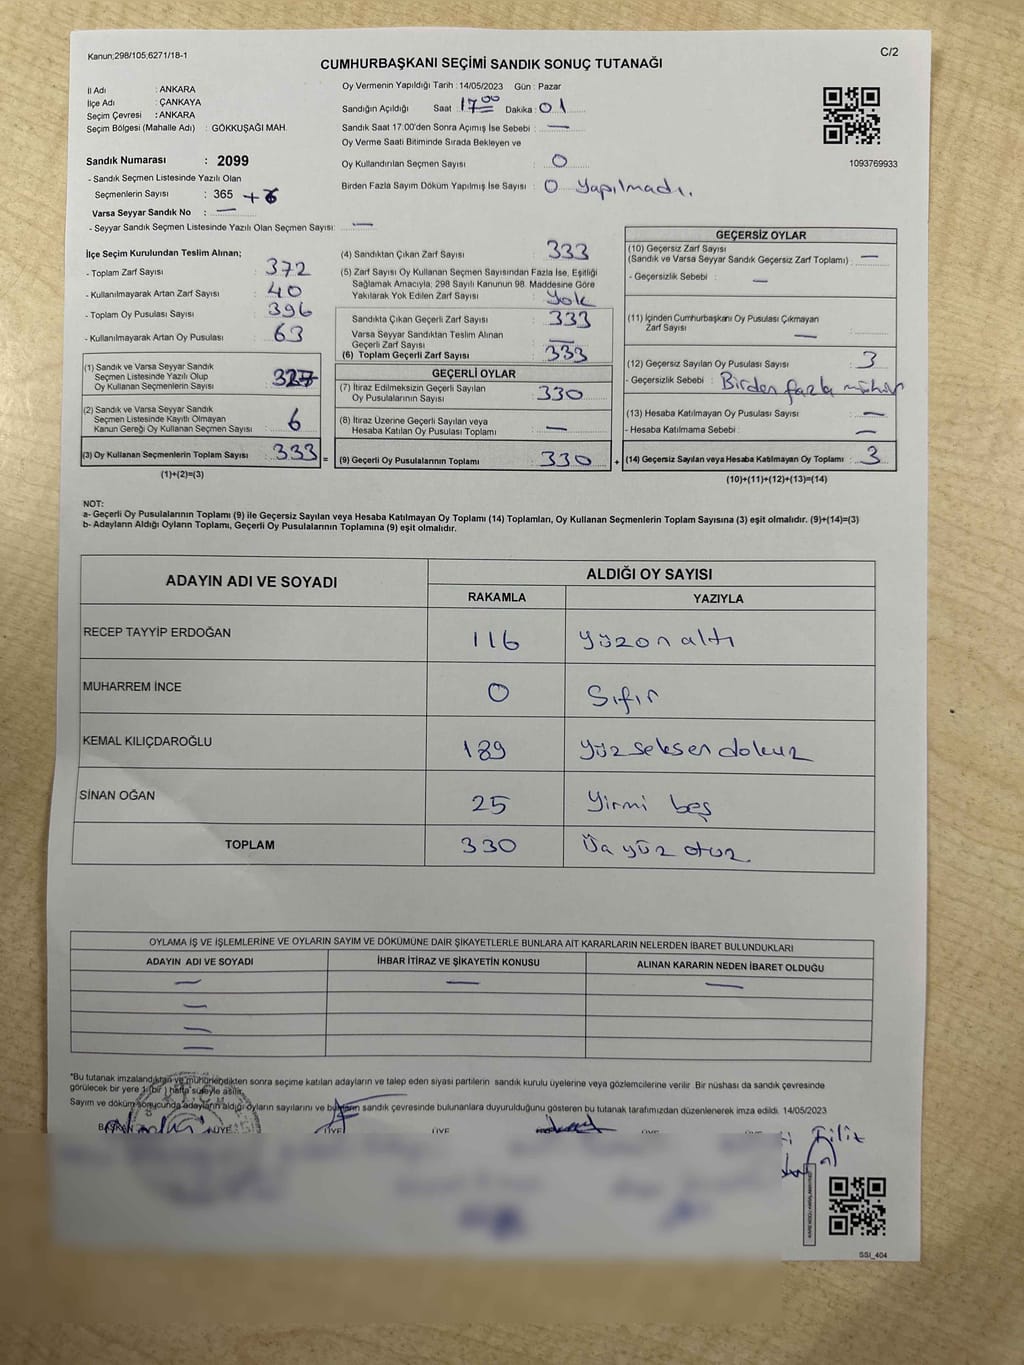 Kanun;298/105;6271/18-1
C/2
CUMHURBAŞKANI SEÇİMİ SANDIK SONUÇ TUTANAĞI
İl Adı : ANKARA
İlçe Adı : ÇANKAYA
Seçim Çevresi : ANKARA
Seçim Bölgesi (Mahalle Adı) : GÖKKUŞAĞI MAH.
Sandık Numarası : 2099
- Sandık Seçmen Listesinde Yazılı Olan
Seçmenlerin Sayısı : 365 +6
Varsa Seyyar Sandık No : —
- Seyyar Sandık Seçmen Listesinde Yazılı Olan Seçmen Sayısı: —
Oy Vermenin Yapıldığı Tarih : 14/05/2023 Gün : Pazar
Sandığın Açıldığı Saat : 17 00 Dakika : 01
Sandık Saat 17:00'den Sonra Açımış İse Sebebi : —
Oy Verme Saati Bitiminde Sırada Bekleyen ve
Oy Kullandırılan Seçmen Sayısı : 0
Birden Fazla Sayım Döküm Yapılmış İse Sayısı : 0 Yapılmadı.
1093769933
İlçe Seçim Kurulundan Teslim Alınan;
- Toplam Zarf Sayısı : 372
- Kullanılmayarak Artan Zarf Sayısı : 40
- Toplam Oy Pusulası Sayısı : 396
- Kullanılmayarak Artan Oy Pusulası : 63
(1) Sandık ve Varsa Seyyar Sandık
Seçmen Listesinde Yazılı Olup
Oy Kullanan Seçmenlerin Sayısı : 327
(2) Sandık ve Varsa Seyyar Sandık
Seçmen Listesinde Kayıtlı Olmayan
Kanun Gereği Oy Kullanan Seçmen Sayısı : 6
(3) Oy Kullanan Seçmenlerin Toplam Sayısı : 333 =
(1)+(2)=(3)
(4) Sandıktan Çıkan Zarf Sayısı : 333
(5) Zarf Sayısı Oy Kullanan Seçmen Sayısından Fazla İse, Eşitliği
Sağlamak Amacıyla; 298 Sayılı Kanunun 98. Maddesine Göre
Yakılarak Yok Edilen Zarf Sayısı : Yok
Sandıkta Çıkan Geçerli Zarf Sayısı : 333
Varsa Seyyar Sandıktan Teslim Alınan
Geçerli Zarf Sayısı : —
(6) Toplam Geçerli Zarf Sayısı : 333
GEÇERLİ OYLAR
(7) İtiraz Edilmeksizin Geçerli Sayılan
Oy Pusulalarının Sayısı : 330
(8) İtiraz Üzerine Geçerli Sayılan veya
Hesaba Katılan Oy Pusulası Toplamı : —
(9) Geçerli Oy Pusulalarının Toplamı : 330 +
GEÇERSİZ OYLAR
(10) Geçersiz Zarf Sayısı
(Sandık ve Varsa Seyyar Sandık Geçersiz Zarf Toplamı) : —
- Geçersizlik Sebebi : —
(11) İçinden Cumhurbaşkanı Oy Pusulası Çıkmayan
Zarf Sayısı : —
(12) Geçersiz Sayılan Oy Pusulası Sayısı : 3
- Geçersizlik Sebebi : Birden fazla mühür
(13) Hesaba Katılmayan Oy Pusulası Sayısı : —
- Hesaba Katılmama Sebebi : —
(14) Geçersiz Sayılan veya Hesaba Katılmayan Oy Toplamı : 3
(10)+(11)+(12)+(13)=(14)
NOT:
a- Geçerli Oy Pusulalarının Toplamı (9) ile Geçersiz Sayılan veya Hesaba Katılmayan Oy Toplamı (14) Toplamları, Oy Kullanan Seçmenlerin Toplam Sayısına (3) eşit olmalıdır. (9)+(14)=(3)
b- Adayların Aldığı Oyların Toplamı, Geçerli Oy Pusulalarının Toplamına (9) eşit olmalıdır.
ADAYIN ADI VE SOYADI ALDIĞI OY SAYISI
RAKAMLA YAZIYLA
RECEP TAYYİP ERDOĞAN 116 Yüzon altı
MUHARREM İNCE 0 Sıfır
KEMAL KILIÇDAROĞLU 189 Yüz seksen dokuz
SİNAN OĞAN 25 Yirmi beş
TOPLAM 330 Üç yüz otuz
OYLAMA İŞ VE İŞLEMLERİNE VE OYLARIN SAYIM VE DÖKÜMÜNE DAİR ŞİKAYETLERLE BUNLARA AİT KARARLARIN NELERDEN İBARET BULUNDUKLARI
ADAYIN ADI VE SOYADI İHBAR İTİRAZ VE ŞİKAYETİN KONUSU ALINAN KARARIN NEDEN İBARET OLDUĞU
— — —
—
—
—
*Bu tutanak imzalandıktan ve mühürlendikten sonra seçime katılan adayların ve talep eden siyasi partilerin sandık kurulu üyelerine veya gözlemcilerine verilir. Bir nüshası da sandık çevresinde
görülecek bir yere 1 (bir) hafta süreyle asılır.
Sayım ve döküm sonucunda adayların aldığı oyların sayılarını ve bunların sandık çevresinde bulunanlara duyurulduğunu gösteren bu tutanak tarafımızdan düzenlenerek imza edildi. 14/05/2023
BAŞKAN ÜYE ÜYE ÜYE ÜYE
Filiz
SSI_404